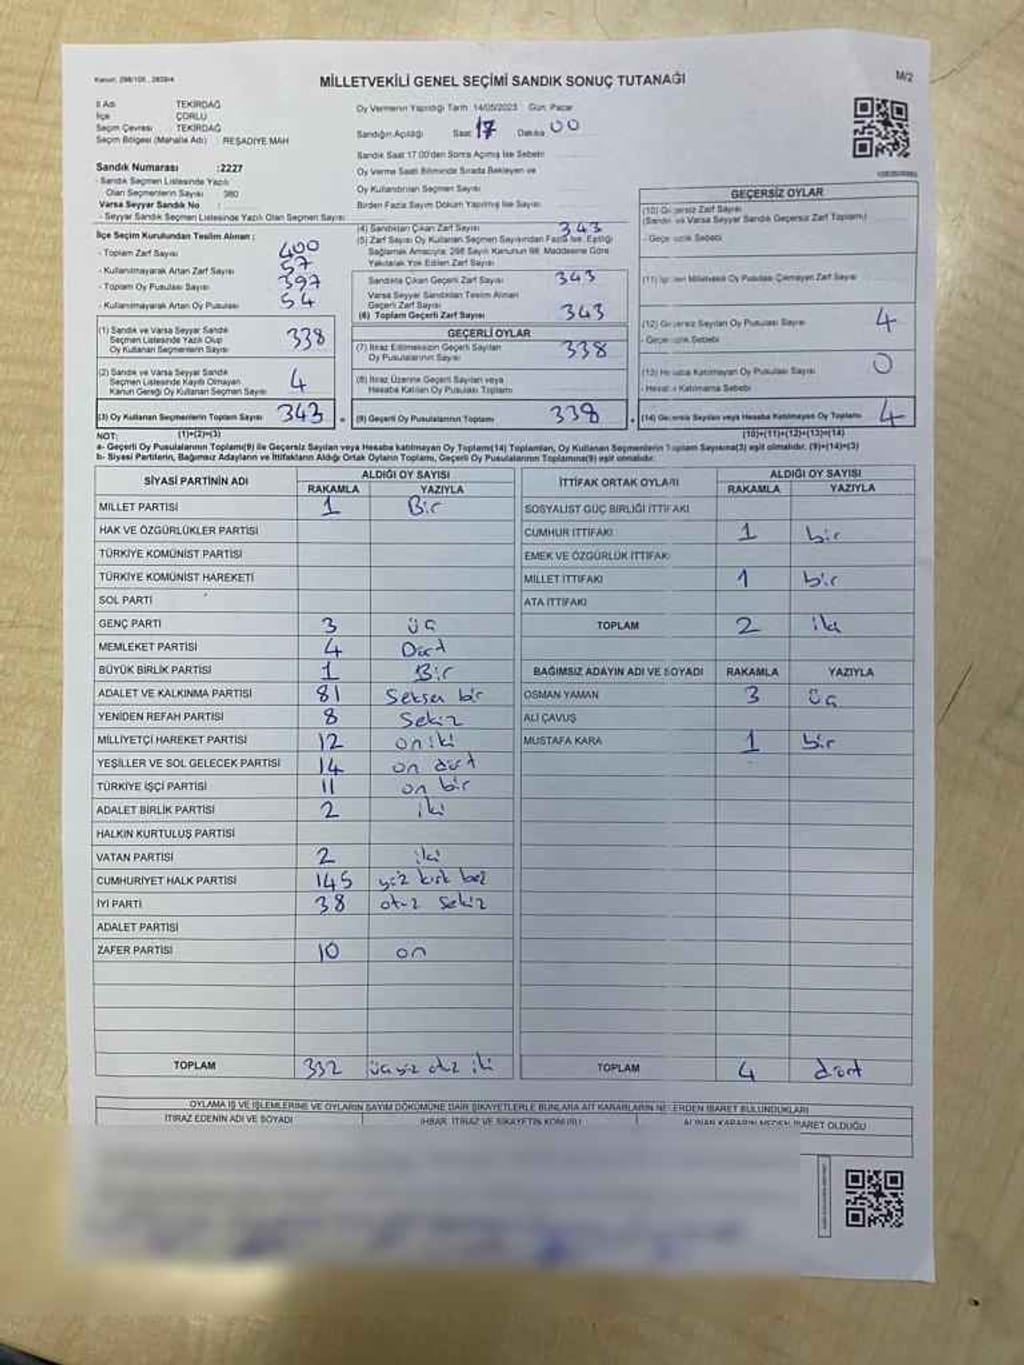 Kanun: 298/105, 2839/4
MİLLETVEKİLİ GENEL SEÇİMİ SANDIK SONUÇ TUTANAĞI
M/2
İl Adı TEKİRDAĞ
İlçe ÇORLU
Seçim Çevresi TEKİRDAĞ
Seçim Bölgesi (Mahalle Adı) REŞADİYE MAH
Oy Vermenin Yapıldığı Tarih 14/05/2023 Gün: Pazar
Sandığın Açılışı Saat 17 Dakika 00
Sandık Saat 17.00'den Sonra Açılmış İse Sebebi
Oy Verme Saati Bitiminde Sırada Bekleyen ve
Oy Kullandırılan Seçmen Sayısı
Birden Fazla Sayım Döküm Yapılmış İse Sayısı
Sandık Numarası :2227
- Sandık Seçmen Listesinde Yazılı
Olan Seçmenlerin Sayısı 380
Varsa Seyyar Sandık No :
- Seyyar Sandık Seçmen Listesinde Yazılı Olan Seçmen Sayısı
İlçe Seçim Kurulundan Teslim Alınan :
- Toplam Zarf Sayısı 400
- Kullanılmayarak Artan Zarf Sayısı 57
- Toplam Oy Pusulası Sayısı 397
- Kullanılmayarak Artan Oy Pusulası 54
(1) Sandık ve Varsa Seyyar Sandık
Seçmen Listesinde Yazılı Olup
Oy Kullanan Seçmenlerin Sayısı 338
(2) Sandık ve Varsa Seyyar Sandık
Seçmen Listesinde Kayıtlı Olmayan
Kanun Gereği Oy Kullanan Seçmen Sayısı 4
(3) Oy Kullanan Seçmenlerin Toplam Sayısı 343
(1)+(2)=(3)
(4) Sandıktan Çıkan Zarf Sayısı 343
(5) Zarf Sayısı Oy Kullanan Seçmen Sayısından Fazla İse, Eşitliği
Sağlamak Amacıyla; 298 Sayılı Kanunun 98. Maddesine Göre
Yakılarak Yok Edilen Zarf Sayısı
Sandıkta Çıkan Geçerli Zarf Sayısı 343
Varsa Seyyar Sandıktan Teslim Alınan
Geçerli Zarf Sayısı
(6) Toplam Geçerli Zarf Sayısı 343
GEÇERLİ OYLAR
(7) İtiraz Edilmeksizin Geçerli Sayılan
Oy Pusulalarının Sayısı 338
(8) İtiraz Üzerine Geçerli Sayılan veya
Hesaba Katılan Oy Pusulası Toplamı
(9) Geçerli Oy Pusulalarının Toplamı 338
GEÇERSİZ OYLAR
(10) Geçersiz Zarf Sayısı
(Sandık ve Varsa Seyyar Sandık Geçersiz Zarf Toplamı)
- Geçersizlik Sebebi
(11) İçinden Milletvekili Oy Pusulası Çıkmayan Zarf Sayısı
(12) Geçersiz Sayılan Oy Pusulası Sayısı 4
- Geçersizlik Sebebi
(13) Hesaba Katılmayan Oy Pusulası Sayısı 0
- Hesaba Katılmama Sebebi
(14) Geçersiz Sayılan veya Hesaba Katılmayan Oy Toplamı 4
(10)+(11)+(12)+(13)=(14)
NOT:
a- Geçerli Oy Pusulalarının Toplamı(9) ile Geçersiz Sayılan veya Hesaba katılmayan Oy Toplamı(14) Toplamları, Oy Kullanan Seçmenlerin Toplam Sayısına(3) eşit olmalıdır. (9)+(14)=(3)
b- Siyasi Partilerin, Bağımsız Adayların ve İttifakların Aldığı Ortak Oyların Toplamı, Geçerli Oy Pusulalarının Toplamına(9) eşit olmalıdır.
SİYASİ PARTİNİN ADI ALDIĞI OY SAYISI
RAKAMLA YAZIYLA
MİLLET PARTİSİ 1 Bir
HAK VE ÖZGÜRLÜKLER PARTİSİ
TÜRKİYE KOMÜNİST PARTİSİ
TÜRKİYE KOMÜNİST HAREKETİ
SOL PARTİ
GENÇ PARTİ 3 üç
MEMLEKET PARTİSİ 4 Dört
BÜYÜK BİRLİK PARTİSİ 1 Bir
ADALET VE KALKINMA PARTİSİ 81 Seksen bir
YENİDEN REFAH PARTİSİ 8 Sekiz
MİLLİYETÇİ HAREKET PARTİSİ 12 on iki
YEŞİLLER VE SOL GELECEK PARTİSİ 14 on dört
TÜRKİYE İŞÇİ PARTİSİ 11 on bir
ADALET BİRLİK PARTİSİ 2 iki
HALKIN KURTULUŞ PARTİSİ
VATAN PARTİSİ 2 iki
CUMHURİYET HALK PARTİSİ 145 yüz kırk beş
İYİ PARTİ 38 otuz sekiz
ADALET PARTİSİ
ZAFER PARTİSİ 10 on
TOPLAM 332 üçyüz otuz iki
İTTİFAK ORTAK OYLARI ALDIĞI OY SAYISI
RAKAMLA YAZIYLA
SOSYALİST GÜÇ BİRLİĞİ İTTİFAKI
CUMHUR İTTİFAKI 1 bir
EMEK VE ÖZGÜRLÜK İTTİFAKI
MİLLET İTTİFAKI 1 bir
ATA İTTİFAKI
TOPLAM 2 iki
BAĞIMSIZ ADAYIN ADI VE SOYADI RAKAMLA YAZIYLA
OSMAN YAMAN 3 üç
ALİ ÇAVUŞ
MUSTAFA KARA 1 bir
TOPLAM 4 dört
OYLAMA İŞ VE İŞLEMLERİNE VE OYLARIN SAYIM DÖKÜMÜNE DAİR ŞİKAYETLERLE BUNLARA AİT KARARLARIN NELERDEN İBARET BULUNDUKLARI
İTİRAZ EDENİN ADI VE SOYADI İHBAR, İTİRAZ VE ŞİKAYETİN KONUSU ALINAN KARARIN NEDEN İBARET OLDUĞU